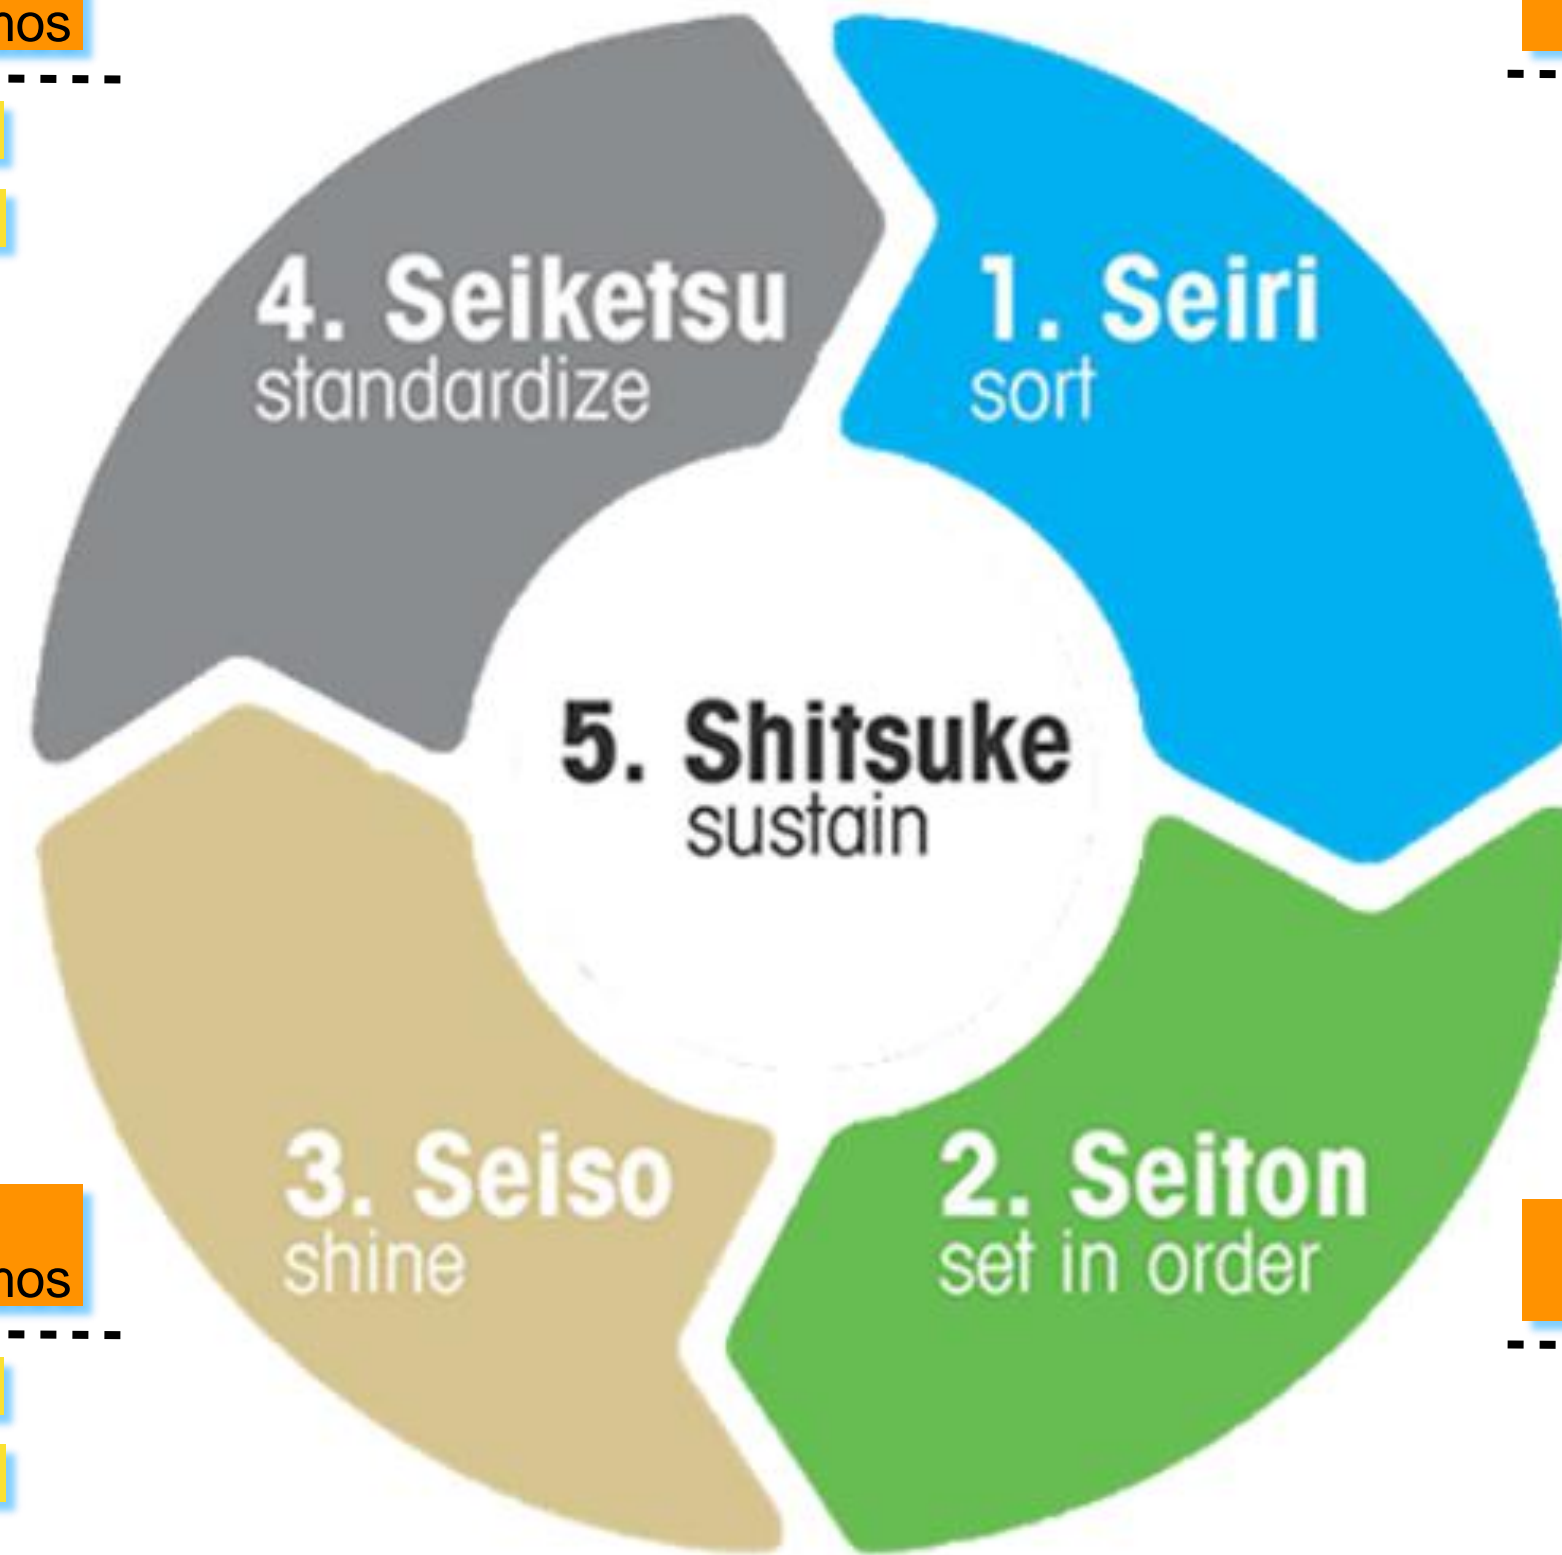 4. Seiketsu
standardize
1. Seiri
sort
5. Shitsuke
sustain
3. Seiso
shine
2. Seiton
set in order